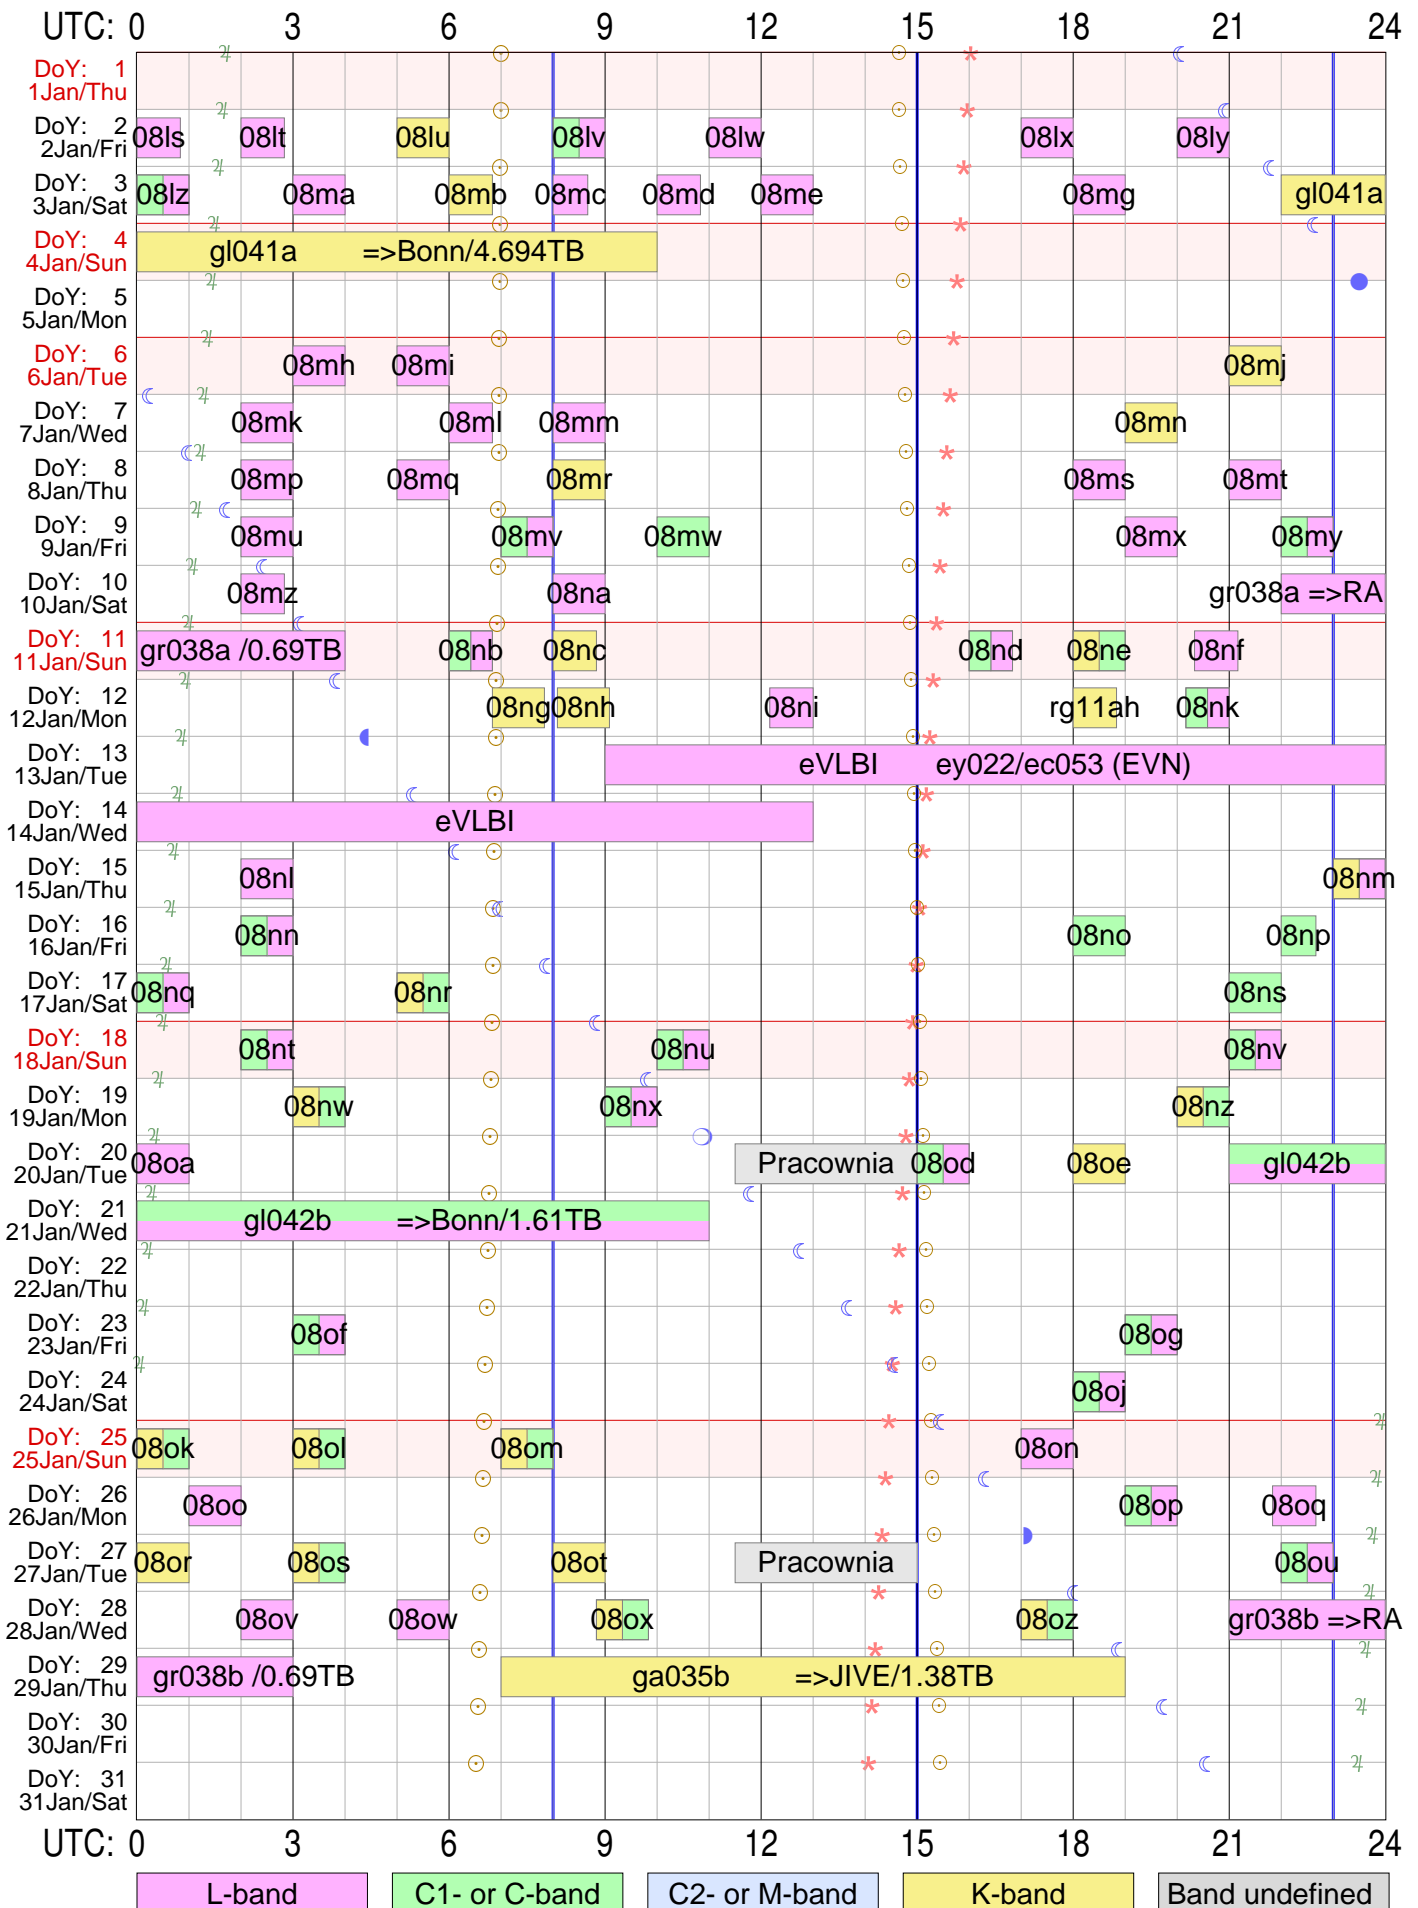 UTC: 0 3 6 9 12 15 18 21 24
DoY: 1
1Jan/Thu
DoY: 2
2Jan/Fri
08ls 08lt 08lu 08lv 08lw 08lx 08ly
DoY: 3
3Jan/Sat
08lz 08ma 08mb 08mc 08md 08me 08mg gl041a
DoY: 4
4Jan/Sun
gl041a =>Bonn/4.694TB
DoY: 5
5Jan/Mon
DoY: 6
6Jan/Tue
08mh 08mi 08mj
DoY: 7
7Jan/Wed
08mk 08ml 08mm 08mn
DoY: 8
8Jan/Thu
08mp 08mq 08mr 08ms 08mt
DoY: 9
9Jan/Fri
08mu 08mv 08mw 08mx 08my
DoY: 10
10Jan/Sat
08mz 08na gr038a =>RA
DoY: 11
11Jan/Sun
gr038a /0.69TB 08nb 08nc 08nd 08ne 08nf
DoY: 12
12Jan/Mon
08ng 08nh 08ni rg11ah 08nk
DoY: 13
13Jan/Tue
eVLBI ey022/ec053 (EVN)
DoY: 14
14Jan/Wed
eVLBI
DoY: 15
15Jan/Thu
08nl 08nm
DoY: 16
16Jan/Fri
08nn 08no 08np
DoY: 17
17Jan/Sat
08nq 08nr 08ns
DoY: 18
18Jan/Sun
08nt 08nu 08nv
DoY: 19
19Jan/Mon
08nw 08nx 08nz
DoY: 20
20Jan/Tue
08oa Pracownia 08od 08oe gl042b
DoY: 21
21Jan/Wed
gl042b =>Bonn/1.61TB
DoY: 22
22Jan/Thu
DoY: 23
23Jan/Fri
08of 08og
DoY: 24
24Jan/Sat
08oj
DoY: 25
25Jan/Sun
08ok 08ol 08om 08on
DoY: 26
26Jan/Mon
08oo 08op 08oq
DoY: 27
27Jan/Tue
08or 08os 08ot Pracownia 08ou
DoY: 28
28Jan/Wed
08ov 08ow 08ox 08oz gr038b =>RA
DoY: 29
29Jan/Thu
gr038b /0.69TB ga035b =>JIVE/1.38TB
DoY: 30
30Jan/Fri
DoY: 31
31Jan/Sat
UTC: 0 3 6 9 12 15 18 21 24
L-band C1- or C-band C2- or M-band K-band Band undefined